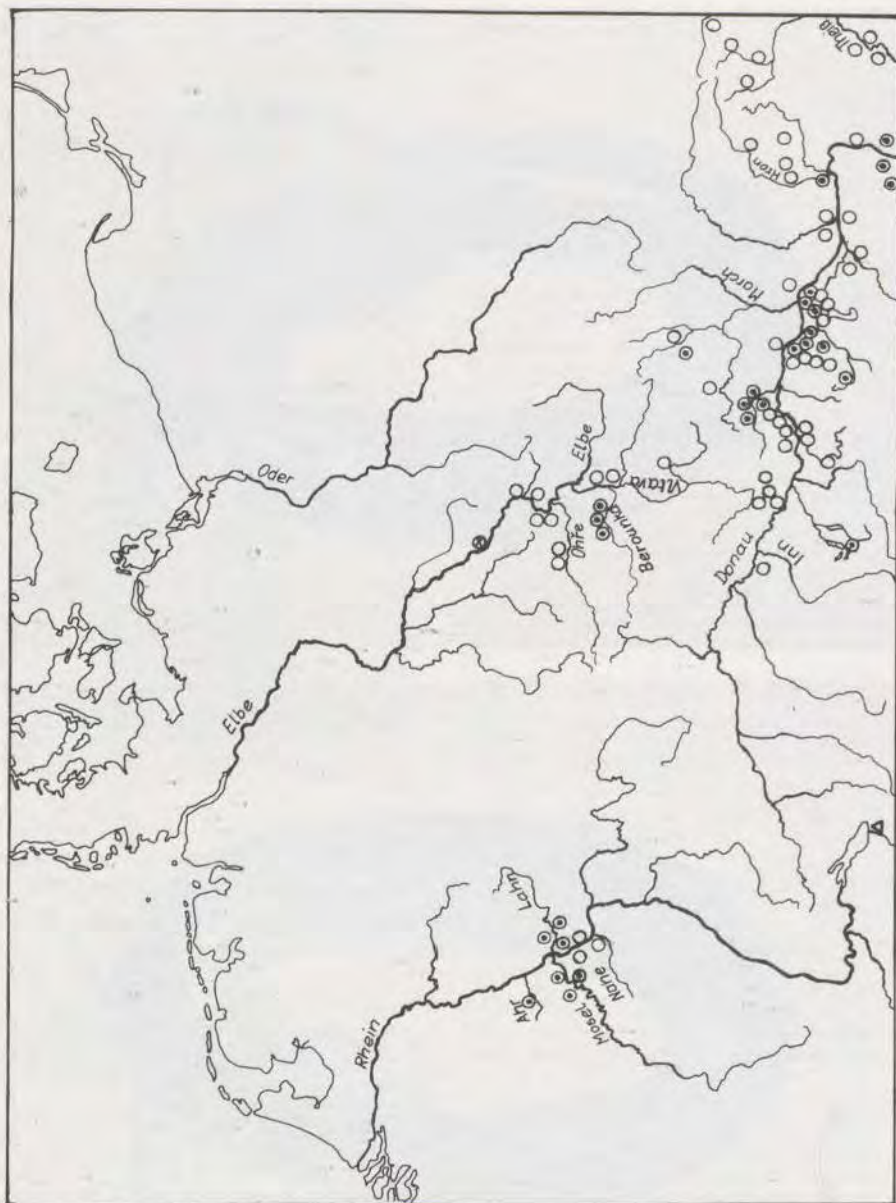 Theiß
Hron
March
Oder
Elbe
Vltava
Ohře
Berounka
Donau
Inn
Elbe
Lahn
Nahe
Mosel
Ahr
Rhein